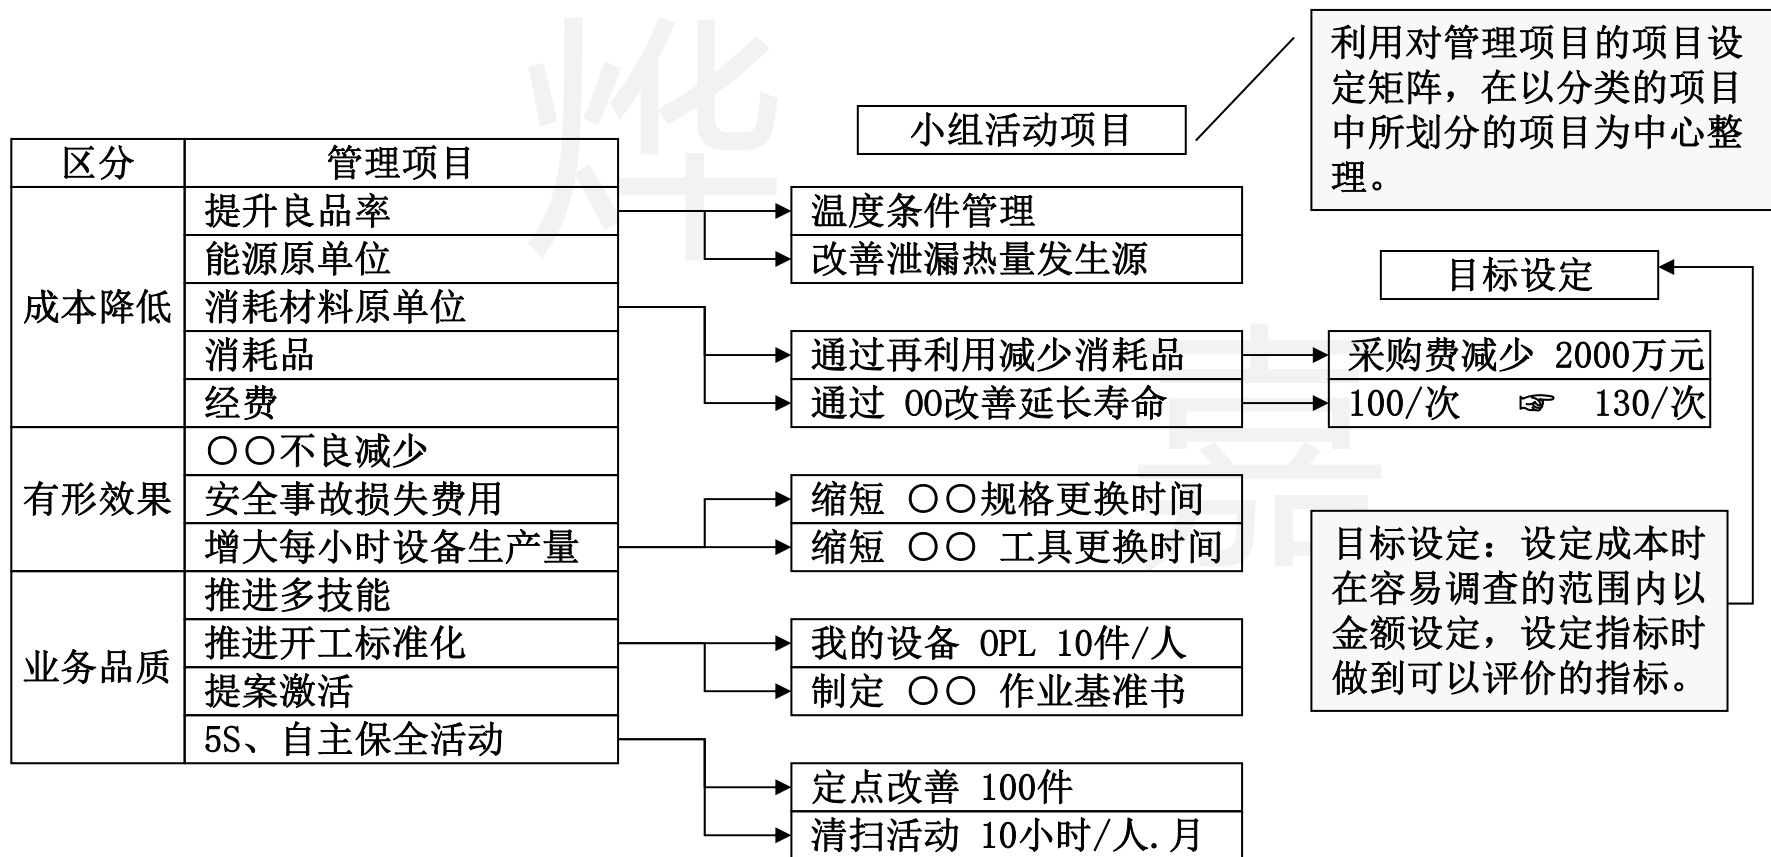 利用对管理项目的项目设
定矩阵，在以分类的项目
中所划分的项目为中心整
理。
小组活动项目
区分 管理项目
成本降低
提升良品率
能源原单位
消耗材料原单位
消耗品
经费
有形效果
〇〇不良减少
安全事故损失费用
增大每小时设备生产量
业务品质
推进多技能
推进开工标准化
提案激活
5S、自主保全活动
温度条件管理
改善泄漏热量发生源
通过再利用减少消耗品
通过 OO改善延长寿命
缩短 〇〇规格更换时间
缩短 〇〇 工具更换时间
我的设备 OPL 10件/人
制定 〇〇 作业基准书
定点改善 100件
清扫活动 10小时/人.月
目标设定
采购费减少 2000万元
100/次 ☞ 130/次
目标设定：设定成本时
在容易调查的范围内以
金额设定，设定指标时
做到可以评价的指标。
烨
嘉